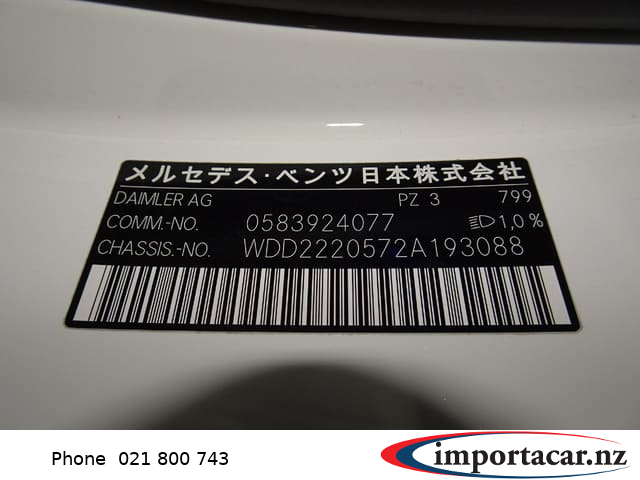 メルセデス・ベンツ日本株式会社
DAIMLER AG PZ 3 799
COMM.-NO. 0583924077 1,0 %
CHASSIS.-NO. WDD2220572A193088
Phone 021 800 743
importacar.nz